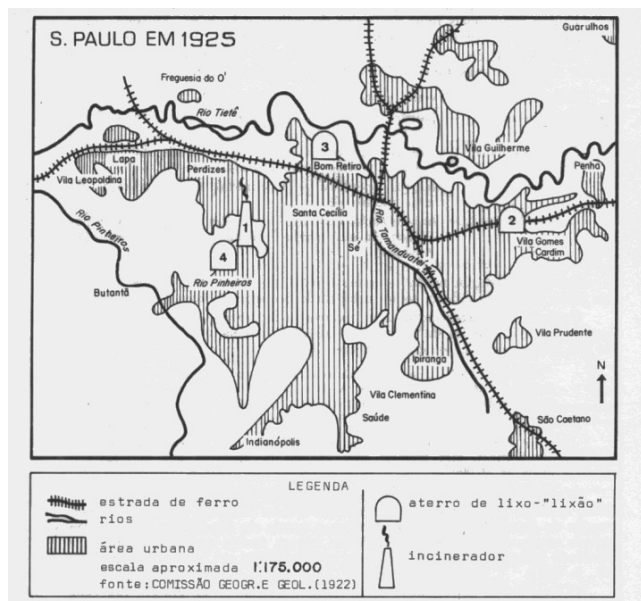 S. PAULO EM 1925
Guarulhos
Freguesia do O'
Rio Tietê
3
Bom Retiro
Vila Guilherme
Lapa
Perdizes
Penha
Vila Leopoldina
Santa Cecília
2
1
Sé
Rio Tamanduateí
Vila Gomes
Cardim
Rio Pinheiros
4
Rio Pinheiros
Butantã
Vila Prudente
Ipiranga
N
Vila Clementina
Saúde
São Caetano
Indianópolis
LEGENDA
estrada de ferro
rios
área urbana
escala aproximada 1:175.000
fonte: COMISSÃO GEOGR.E GEOL.(1922)
aterro de lixo-"lixão"
incinerador